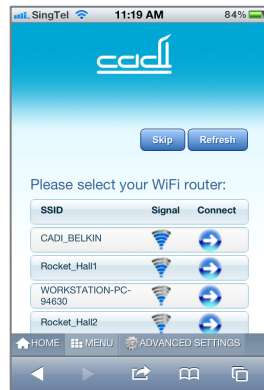 SingTel 11:19 AM 84%
cadi
Skip Refresh
Please select your WiFi router:
SSID Signal Connect
CADI_BELKIN
Rocket_Hall1
WORKSTATION-PC-
94630
Rocket_Hall2
HOME MENU ADVANCED SETTINGS